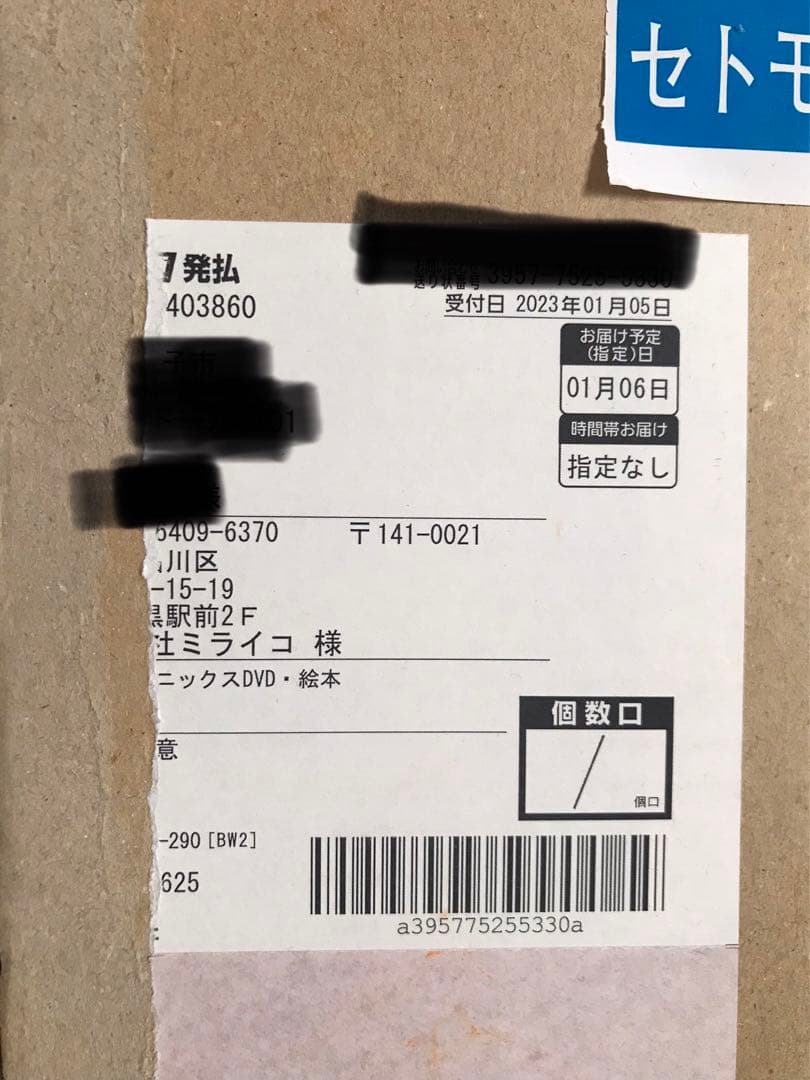 セトモ
発払
403860
受付日 2023年01月05日
お届け予定
(指定)日
01月06日
時間帯お届け
指定なし
6409-6370 〒141-0021
川区
-15-19
黒駅前2F
社ミライコ 様
ニックスDVD・絵本
意
個数口
/
個口
-290 [BW2]
625
a395775255330a